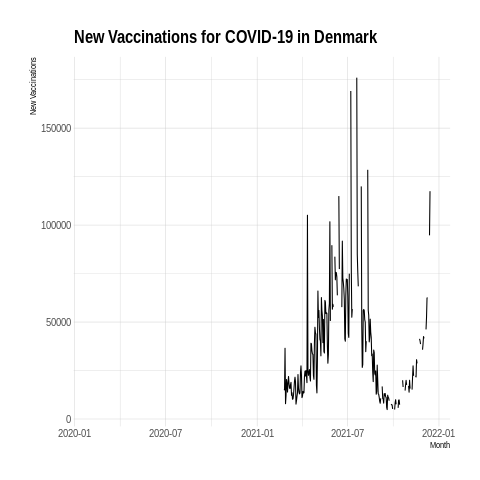 New Vaccinations for COVID-19 in Denmark
New Vaccinations
150000
100000
50000
0
2020-01 2020-07 2021-01 2021-07 2022-01
Month